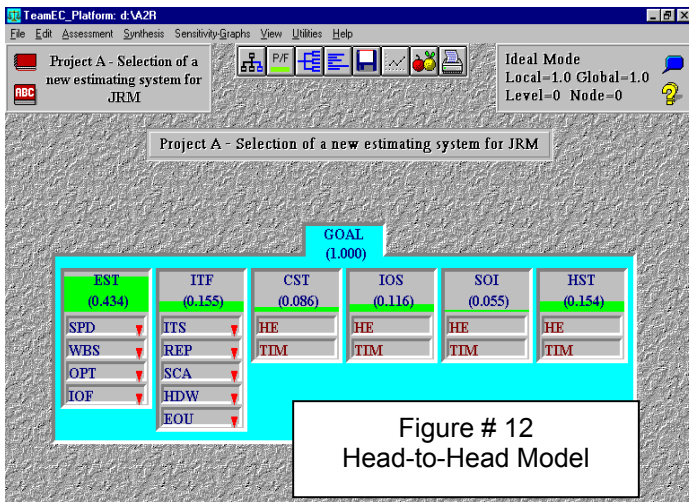 TeamEC_Platform: d:\A2R
File Edit Assessment Synthesis Sensitivity-Graphs View Utilities Help
Project A - Selection of a
new estimating system for
JRM
ABC
P/F
Ideal Mode
Local=1.0 Global=1.0
Level=0 Node=0
Project A - Selection of a new estimating system for JRM
GOAL
(1.000)
EST
(0.434)
SPD
WBS
OPT
IOF
ITF
(0.155)
ITS
REP
SCA
HDW
EOU
CST
(0.086)
HE
TIM
IOS
(0.116)
HE
TIM
SOI
(0.055)
HE
TIM
HST
(0.154)
HE
TIM
Figure # 12
Head-to-Head Model